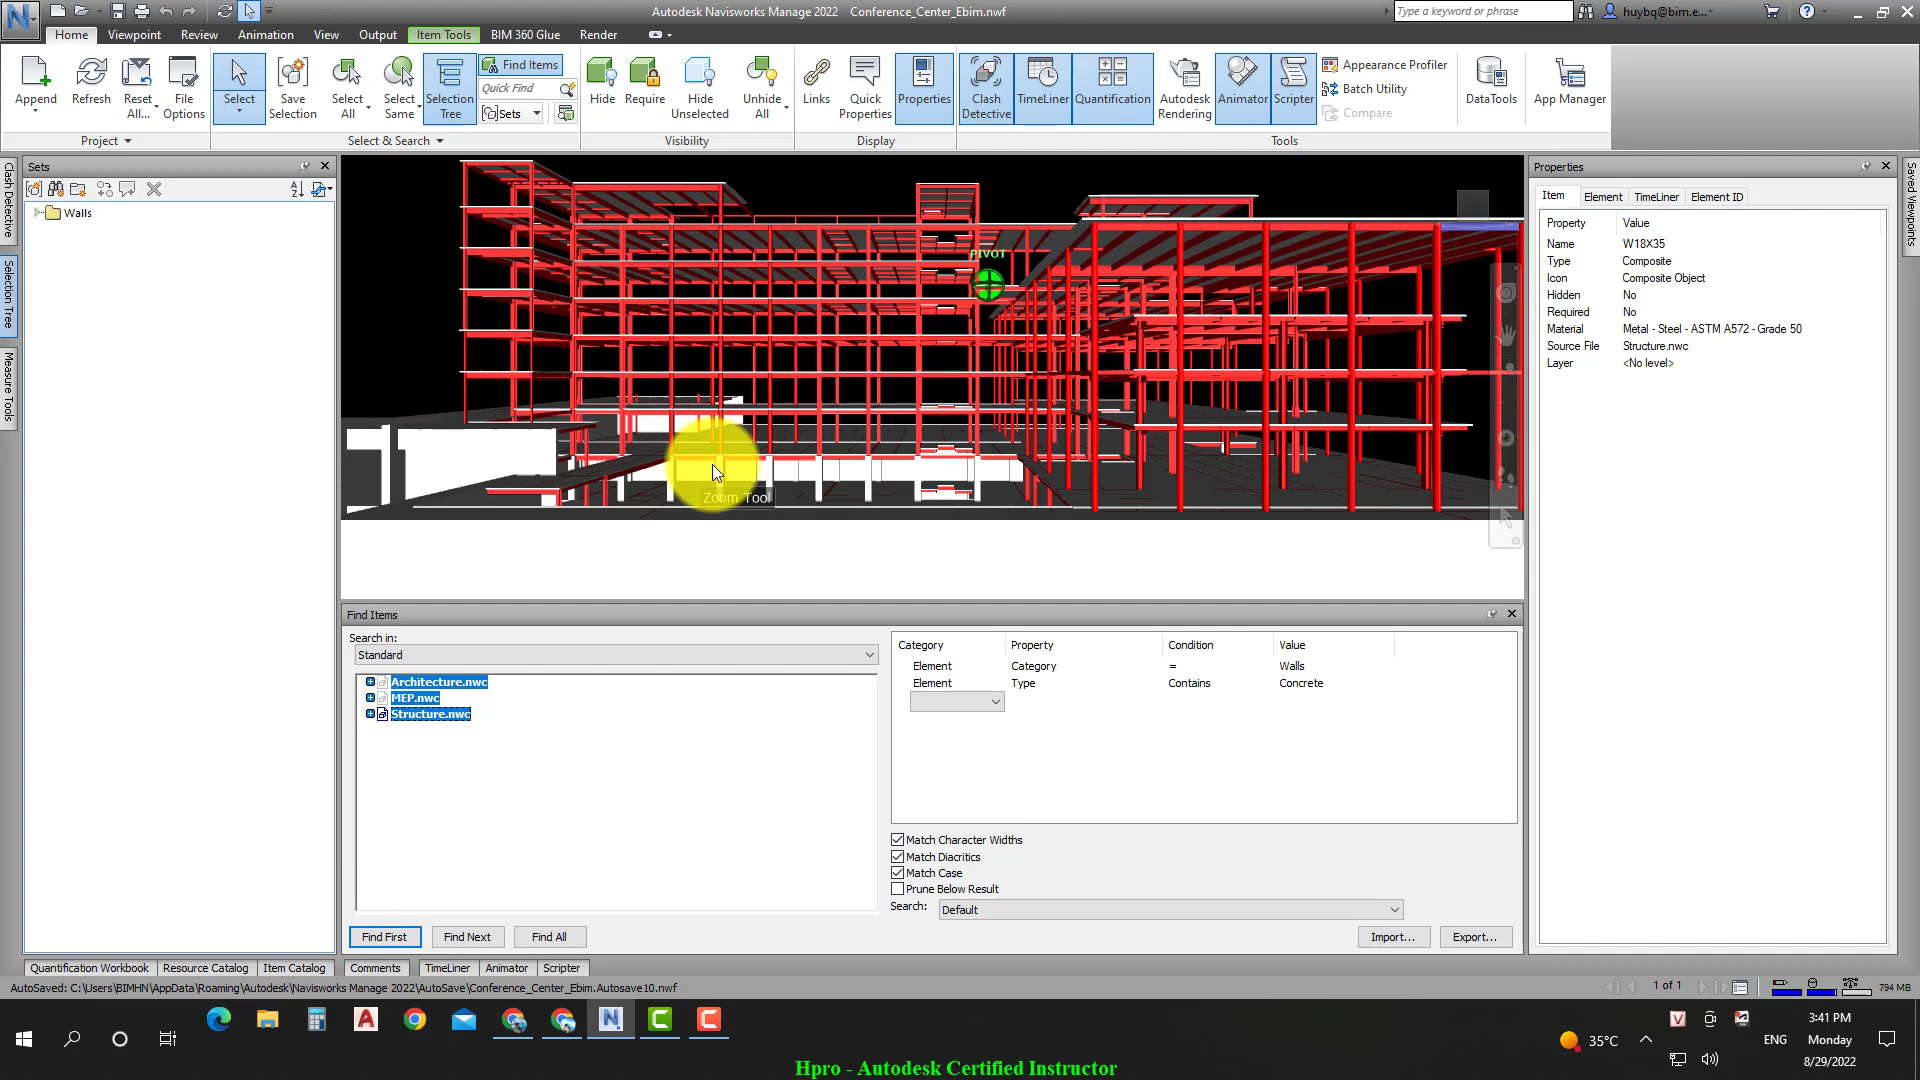 Autodesk Navisworks Manage 2022 Conference_Center_Ebim.nwf
Type a keyword or phrase
huybq@bim.e...
Home Viewpoint Review Animation View Output Item Tools BIM 360 Glue Render
Append
Refresh
Reset All...
File Options
Select
Save Selection
Select All
Select Same
Selection Tree
Find Items
Quick Find
Sets
Hide
Require
Hide Unselected
Unhide All
Links
Quick Properties
Properties
Clash Detective
TimeLiner
Quantification
Autodesk Rendering
Animator
Scripter
Appearance Profiler
Batch Utility
Compare
DataTools
App Manager
Project
Select & Search
Visibility
Display
Tools
Clash Detective
Selection Tree
Measure Tools
Sets
Walls
PIVOT
Zoom Tool
Properties
Saved Viewpoints
Item Element TimeLiner Element ID
Property Value
Name W18X35
Type Composite
Icon Composite Object
Hidden No
Required No
Material Metal - Steel - ASTM A572 - Grade 50
Source File Structure.nwc
Layer <No level>
Find Items
Search in:
Standard
Architecture.nwc
MEP.nwc
Structure.nwc
Category Property Condition Value
Element Category = Walls
Element Type Contains Concrete
Match Character Widths
Match Diacritics
Match Case
Prune Below Result
Search: Default
Find First Find Next Find All Import... Export...
Quantification Workbook Resource Catalog Item Catalog Comments TimeLiner Animator Scripter
AutoSaved: C:\Users\BIMHN\AppData\Roaming\Autodesk\Navisworks Manage 2022\AutoSave\Conference_Center_Ebim.Autosave10.nwf
1 of 1
794 MB
35°C
ENG
3:41 PM
Monday
8/29/2022
Hpro - Autodesk Certified Instructor